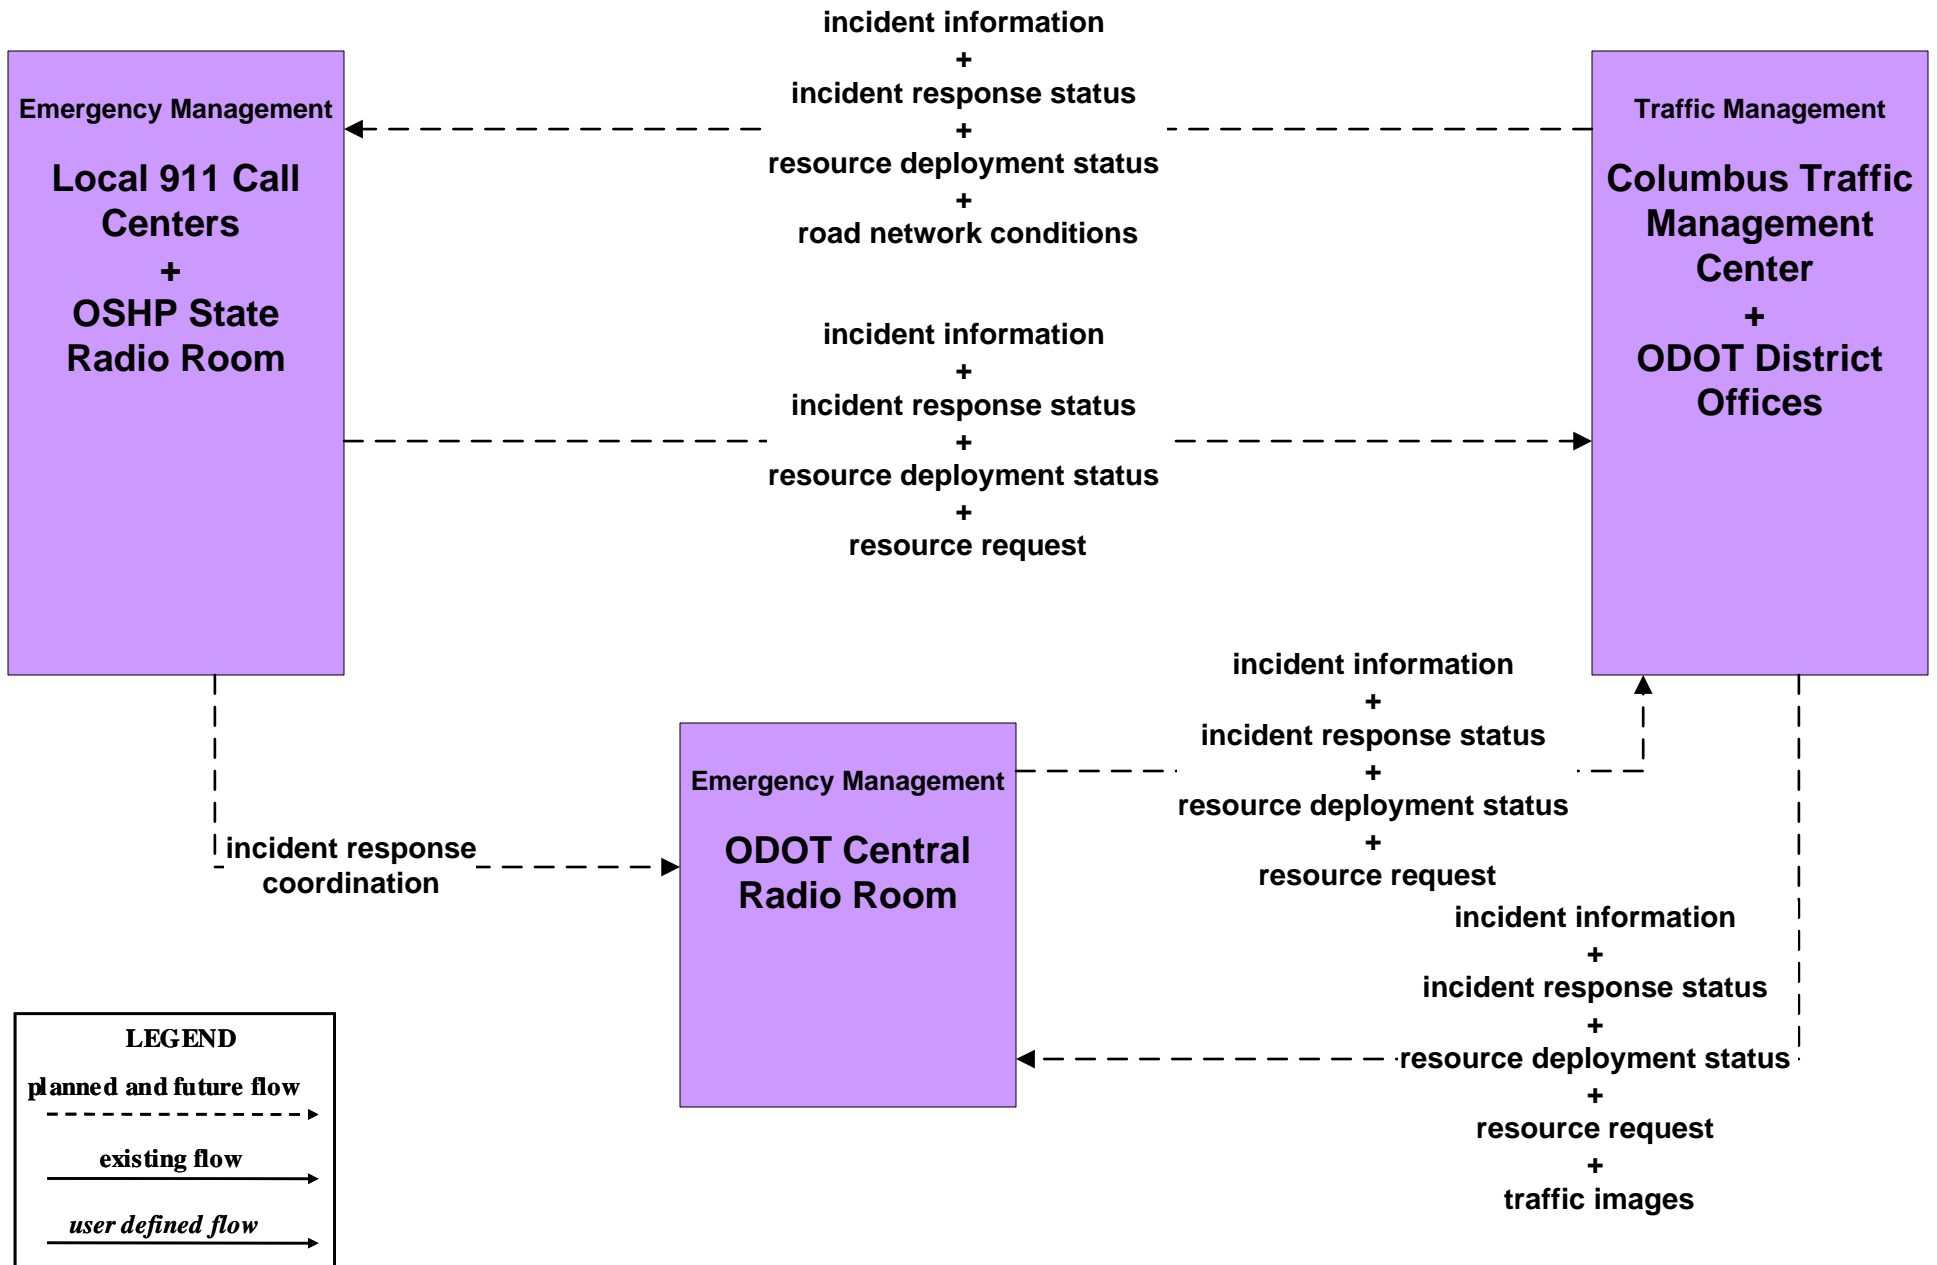 incident information
+
incident response status
+
resource deployment status
+
road network conditions
Emergency Management
Local 911 Call
Centers
+
OSHP State
Radio Room
Traffic Management
Columbus Traffic
Management
Center
+
ODOT District
Offices
incident information
+
incident response status
+
resource deployment status
+
resource request
incident information
+
incident response status
+
resource deployment status
+
resource request
Emergency Management
ODOT Central
Radio Room
incident response
coordination
incident information
+
incident response status
+
resource deployment status
+
resource request
+
traffic images
LEGEND
planned and future flow
existing flow
user defined flow